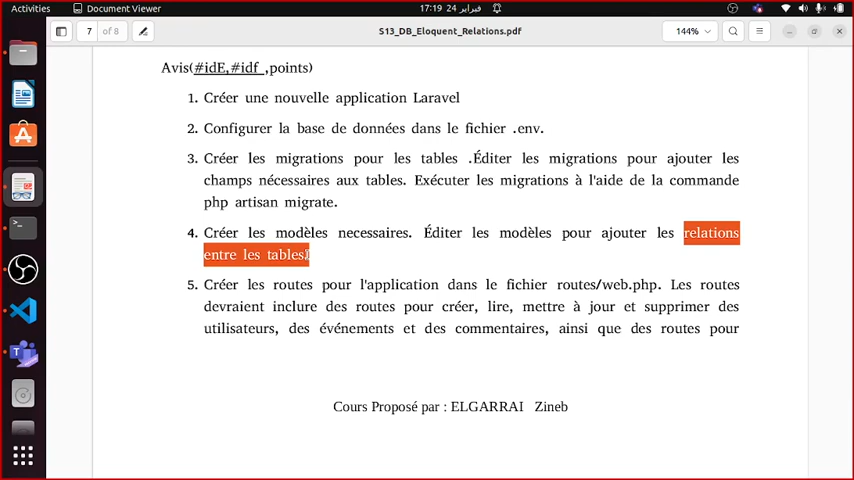 Activities
Document Viewer
17:19 24 فبراير
7
of 8
S13_DB_Eloquent_Relations.pdf
144%
Avis(#idE,#idf ,points)
1. Créer une nouvelle application Laravel
2. Configurer la base de données dans le fichier .env.
3. Créer les migrations pour les tables .Éditer les migrations pour ajouter les
champs nécessaires aux tables. Exécuter les migrations à l'aide de la commande
php artisan migrate.
4. Créer les modèles necessaires. Éditer les modèles pour ajouter les relations
entre les tables.
5. Créer les routes pour l'application dans le fichier routes/web.php. Les routes
devraient inclure des routes pour créer, lire, mettre à jour et supprimer des
utilisateurs, des événements et des commentaires, ainsi que des routes pour
Cours Proposé par : ELGARRAI Zineb